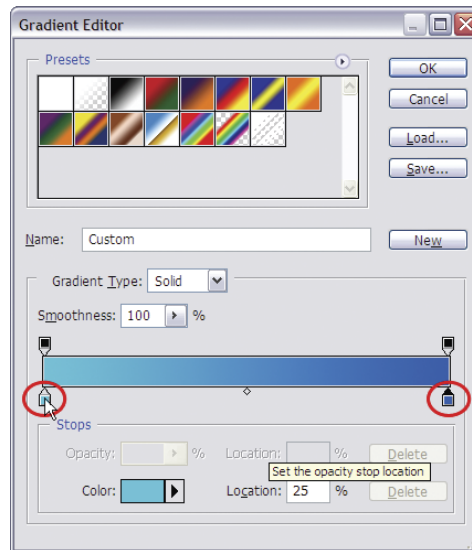 Gradient Editor
Presets
OK
Cancel
Load...
Save...
Name: Custom
New
Gradient Type: Solid
Smoothness: 100 %
Stops
Opacity: % Location: % Delete
Set the opacity stop location
Color: Location: 25 % Delete